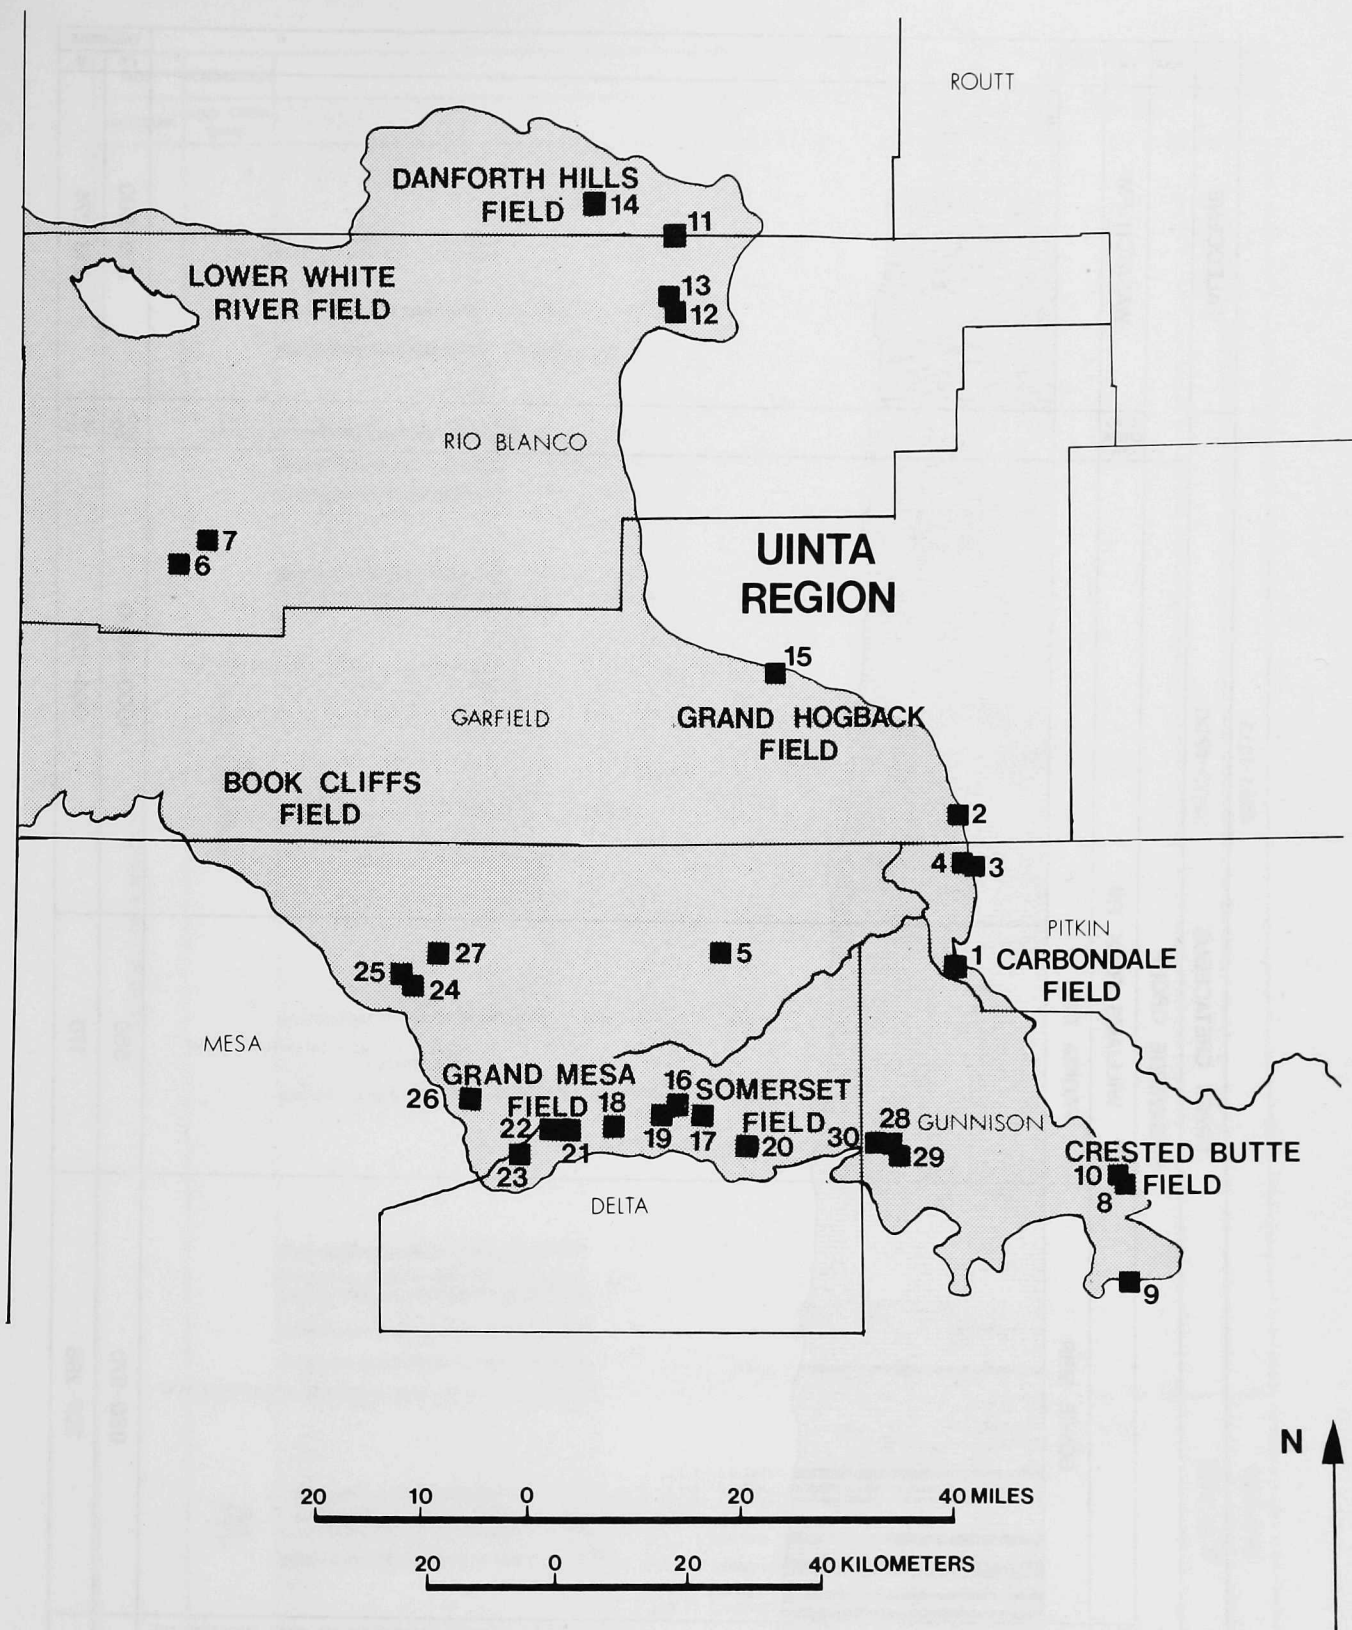 ROUTT
DANFORTH HILLS
FIELD
14
11
LOWER WHITE
RIVER FIELD
13
12
RIO BLANCO
7
6
UINTA
REGION
15
GARFIELD
GRAND HOGBACK
FIELD
BOOK CLIFFS
FIELD
2
4
3
PITKIN
27
5
1
CARBONDALE
FIELD
25
24
MESA
GRAND MESA
FIELD
26
16
SOMERSET
FIELD
18
22
21
19
17
20
30
28
GUNNISON
29
23
CRESTED BUTTE
FIELD
10
8
DELTA
9
N
20 10 0 20 40 MILES
20 0 20 40 KILOMETERS